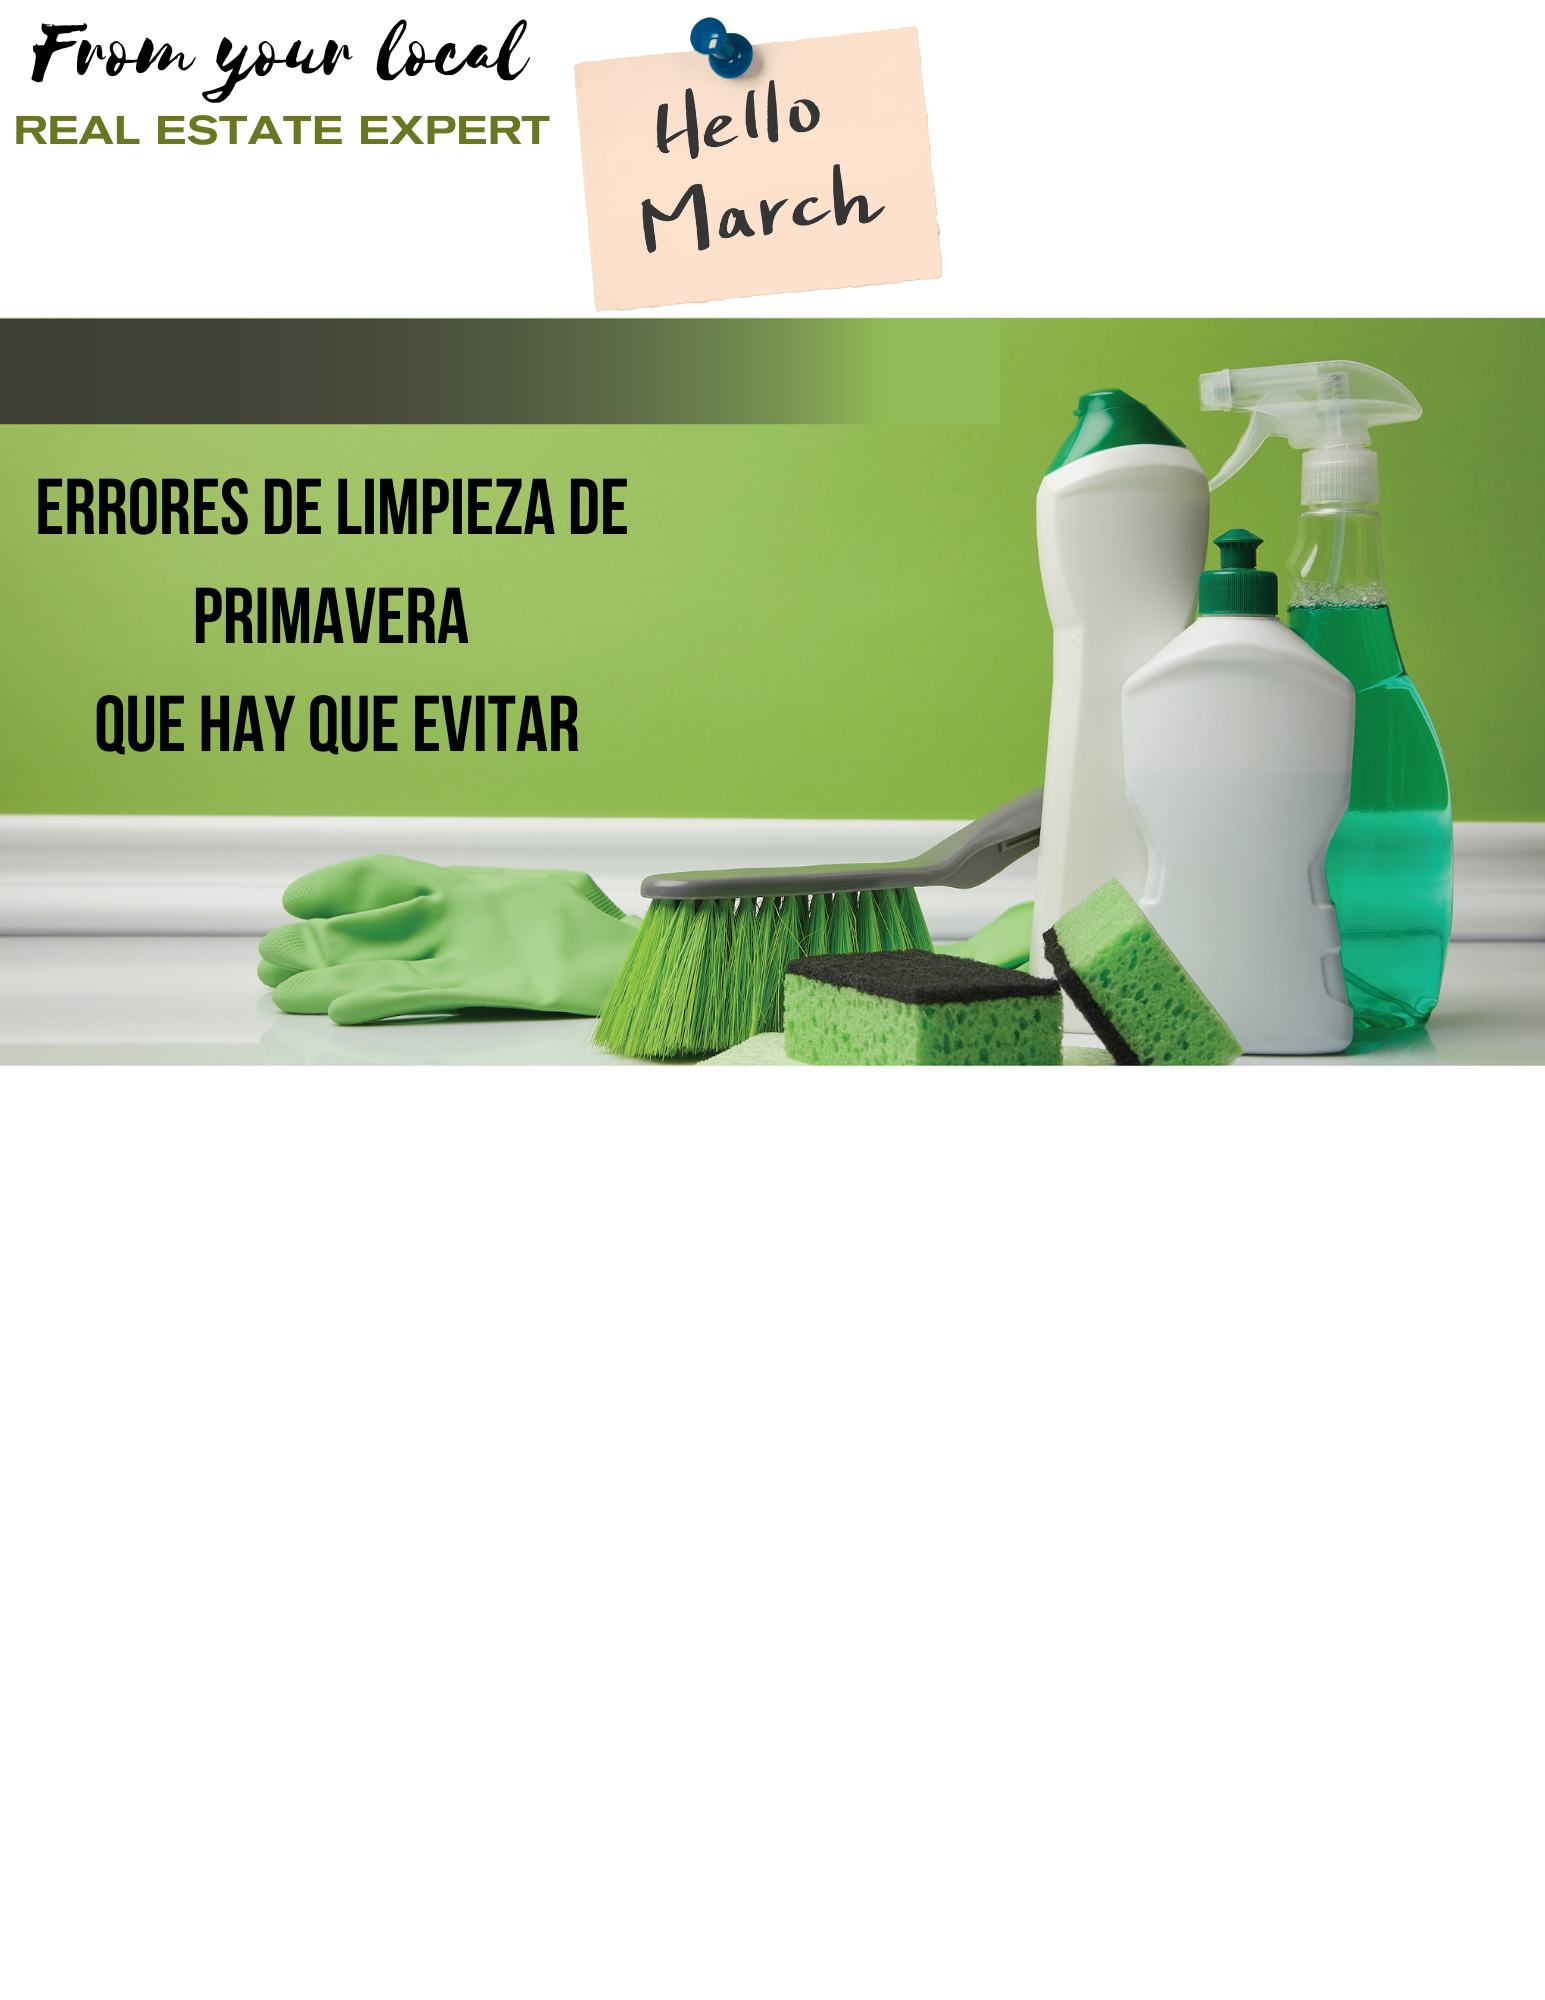 From your local
REAL ESTATE EXPERT
Hello
March
ERRORES DE LIMPIEZA DE
PRIMAVERA
QUE HAY QUE EVITAR